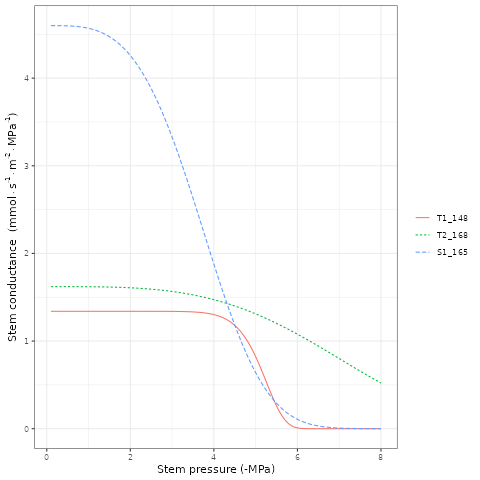 Stem conductance (mmol · s⁻¹ · m⁻² · MPa⁻¹)
4
3
2
1
0
0 2 4 6 8
Stem pressure (-MPa)
T1_148
T2_168
S1_165